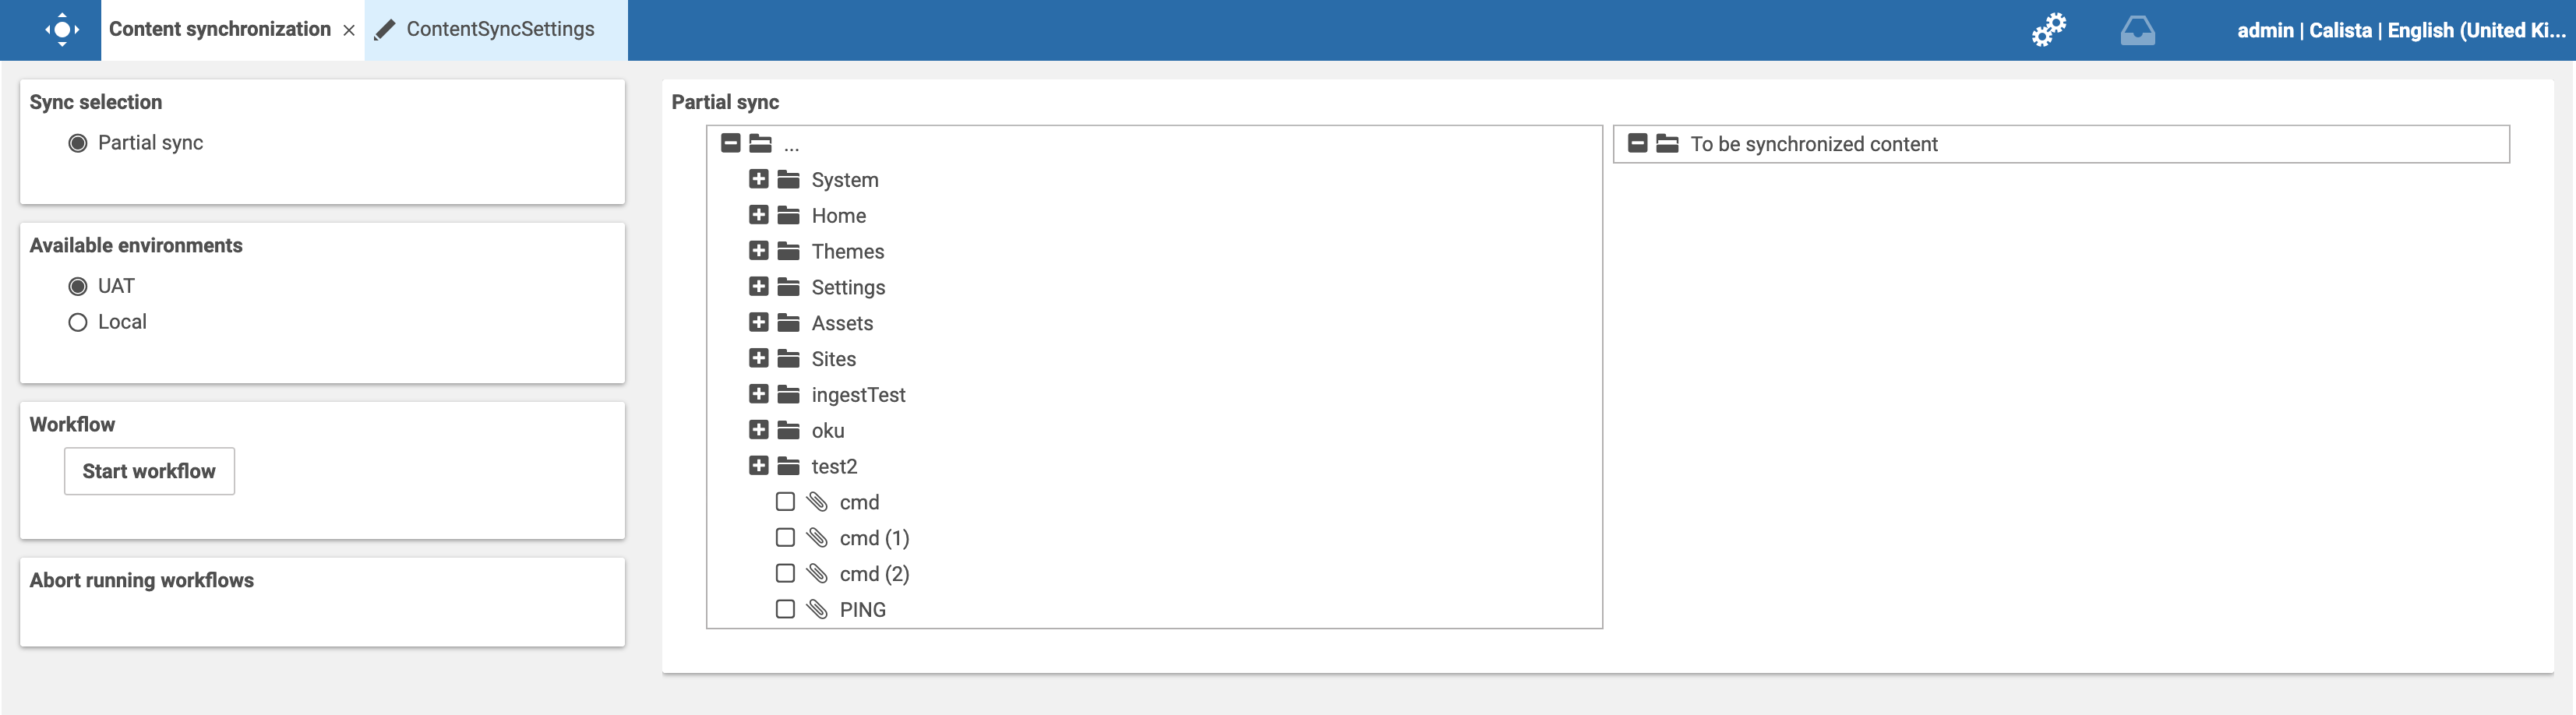 Content synchronization
ContentSyncSettings
admin | Calista | English (United Ki...
Sync selection
Partial sync
Available environments
UAT
Local
Workflow
Start workflow
Abort running workflows
Partial sync
...
System
Home
Themes
Settings
Assets
Sites
ingestTest
oku
test2
cmd
cmd (1)
cmd (2)
PING
To be synchronized content